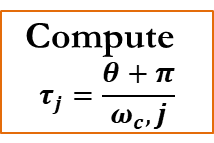 Compute
τ_j = (θ + π) / (ω_c, j)